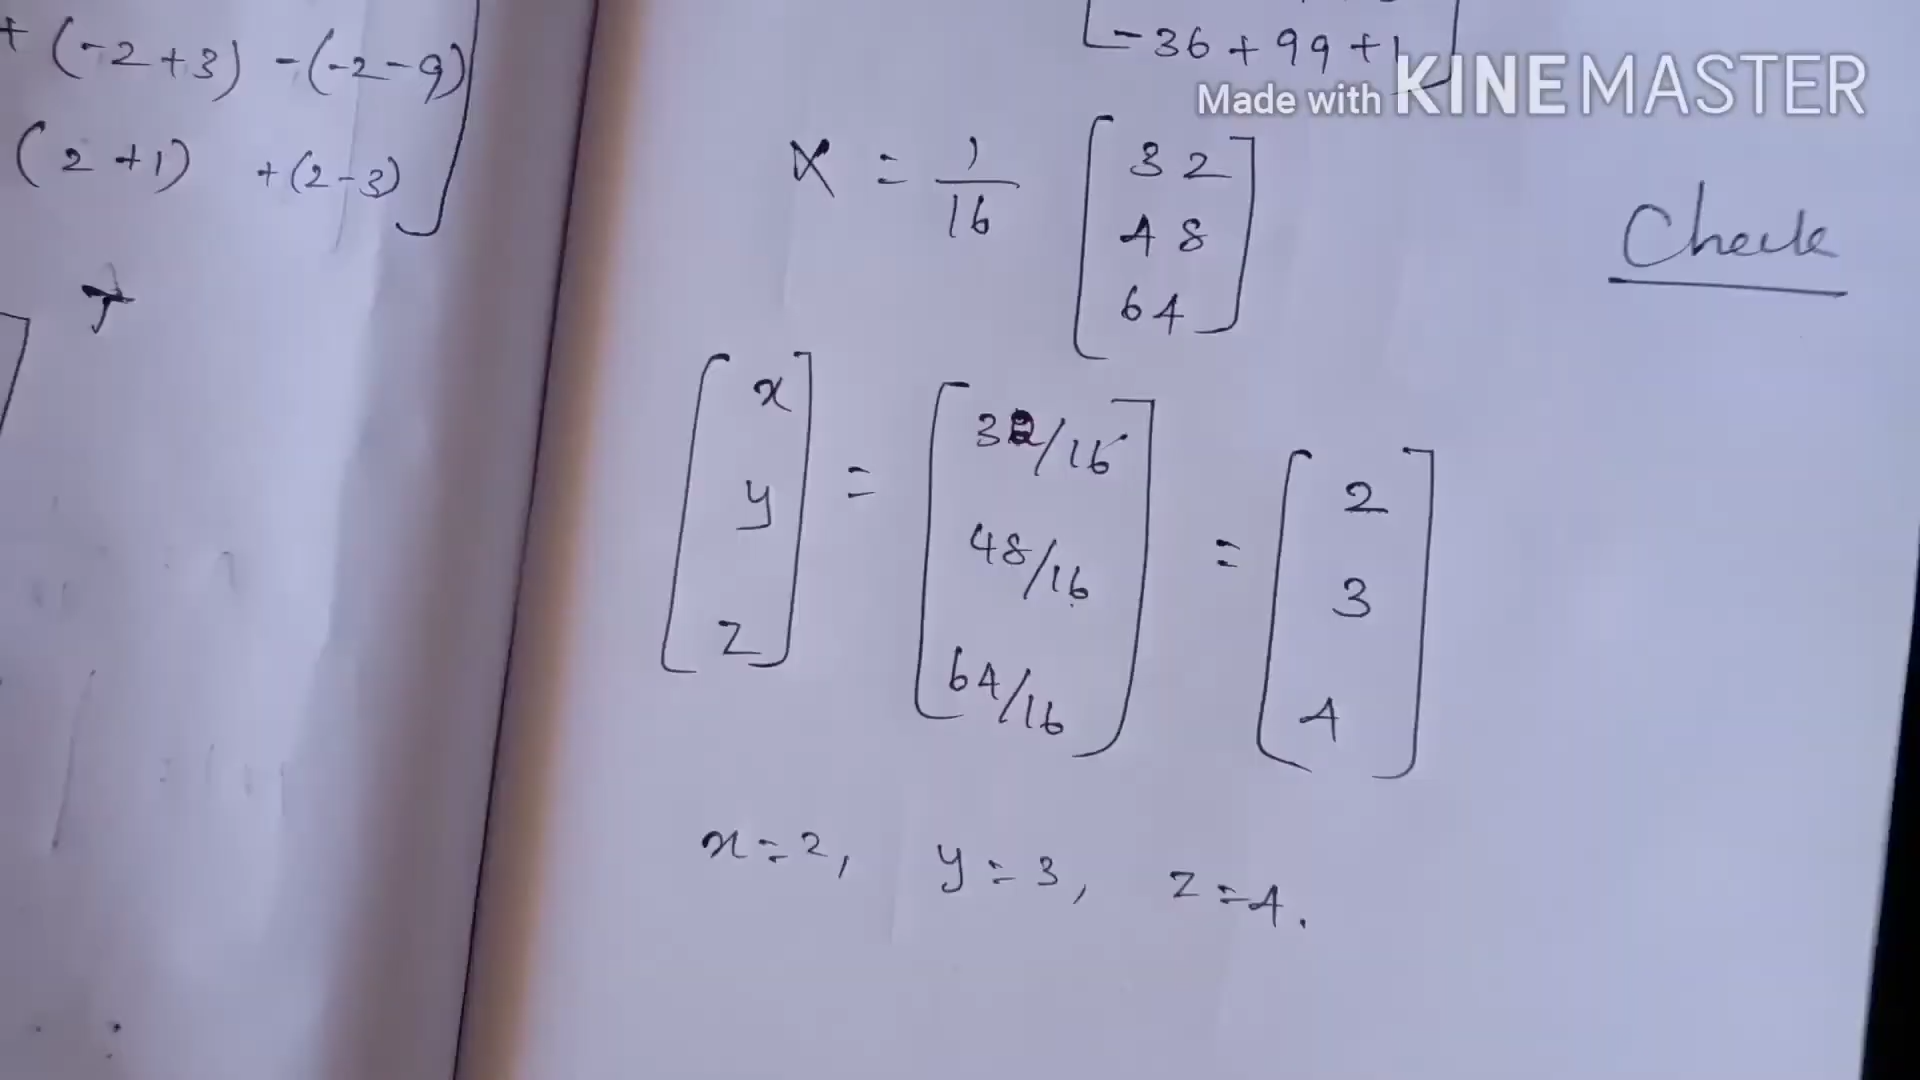 + (-2+3) -(-2-9)
(2+1) +(2-3)
T
-36+99+1
Made with KINEMASTER
X = 1/16 [32
48
64]
Check
[x
y
z] = [32/16
48/16
64/16] = [2
3
4]
x=2, y=3, z=4.